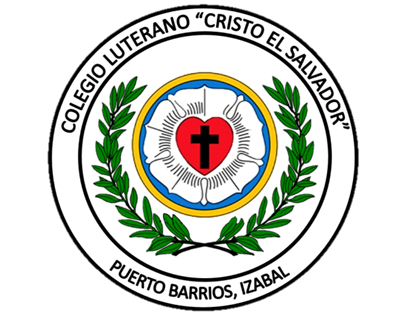 COLEGIO LUTERANO “CRISTO EL SALVADOR”
PUERTO BARRIOS, IZABAL